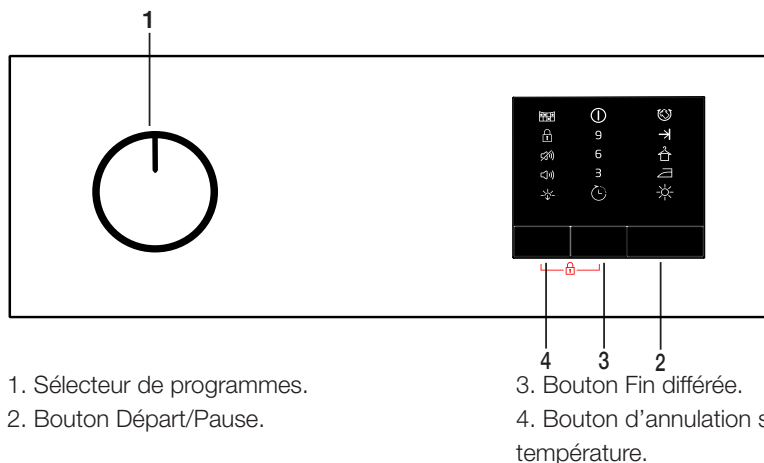 1
9
6
3
4 3 2
1. Sélecteur de programmes.
2. Bouton Départ/Pause.
3. Bouton Fin différée.
4. Bouton d’annulation
température.